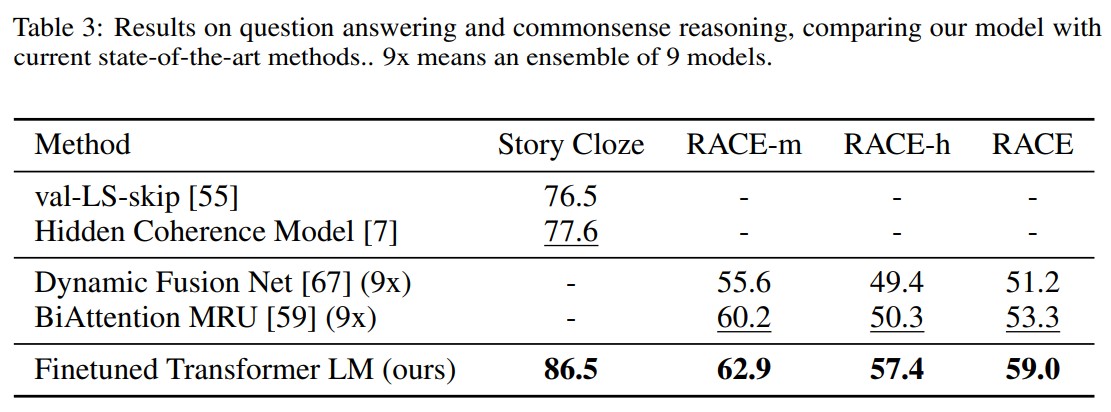 Table 3: Results on question answering and commonsense reasoning, comparing our model with
current state-of-the-art methods.. 9x means an ensemble of 9 models.
Method Story Cloze RACE-m RACE-h RACE
val-LS-skip [55] 76.5 - - -
Hidden Coherence Model [7] 77.6 - - -
Dynamic Fusion Net [67] (9x) - 55.6 49.4 51.2
BiAttention MRU [59] (9x) - 60.2 50.3 53.3
Finetuned Transformer LM (ours) 86.5 62.9 57.4 59.0